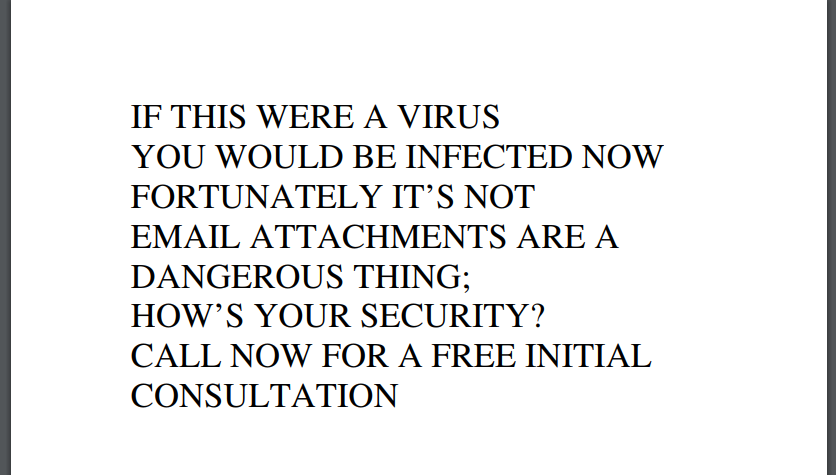 IF THIS WERE A VIRUS
YOU WOULD BE INFECTED NOW
FORTUNATELY IT’S NOT
EMAIL ATTACHMENTS ARE A
DANGEROUS THING;
HOW’S YOUR SECURITY?
CALL NOW FOR A FREE INITIAL
CONSULTATION